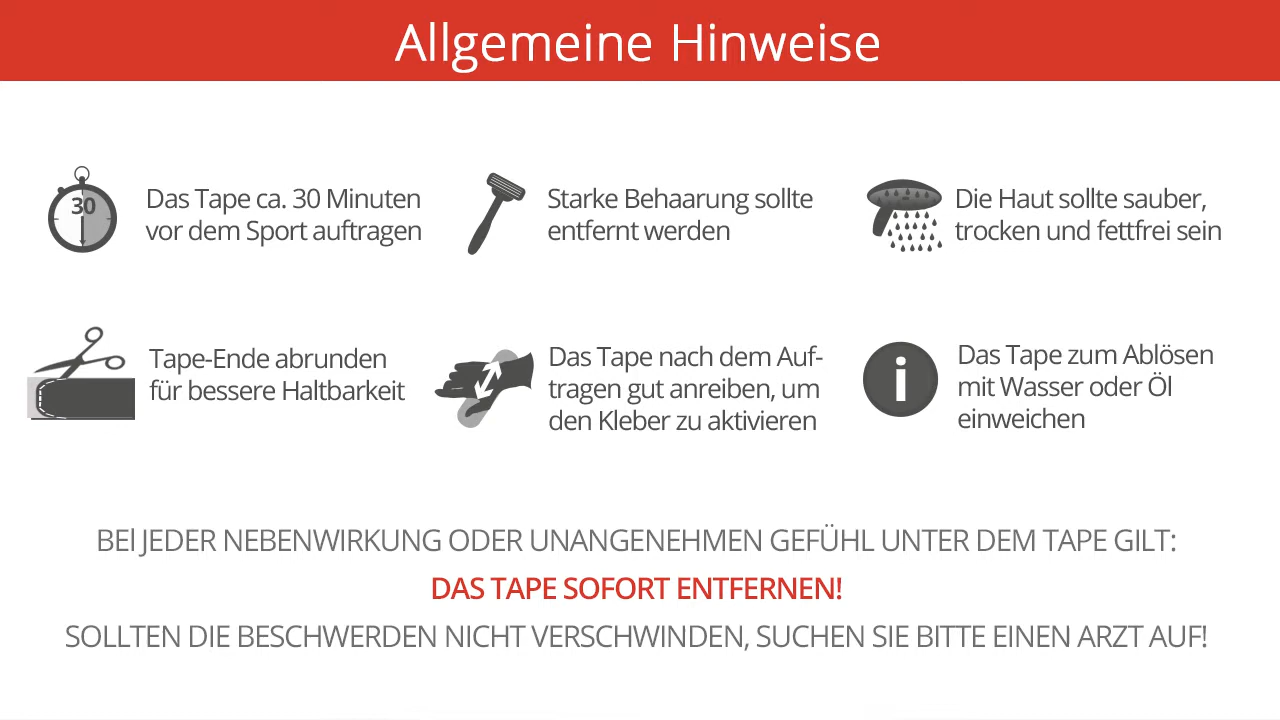 Allgemeine Hinweise
30
Das Tape ca. 30 Minuten
vor dem Sport auftragen
Starke Behaarung sollte
entfernt werden
Die Haut sollte sauber,
trocken und fettfrei sein
Tape-Ende abrunden
für bessere Haltbarkeit
Das Tape nach dem Auf-
tragen gut anreiben, um
den Kleber zu aktivieren
i
Das Tape zum Ablösen
mit Wasser oder Öl
einweichen
BEl JEDER NEBENWIRKUNG ODER UNANGENEHMEN GEFÜHL UNTER DEM TAPE GILT:
DAS TAPE SOFORT ENTFERNEN!
SOLLTEN DIE BESCHWERDEN NICHT VERSCHWINDEN, SUCHEN SIE BITTE EINEN ARZT AUF!